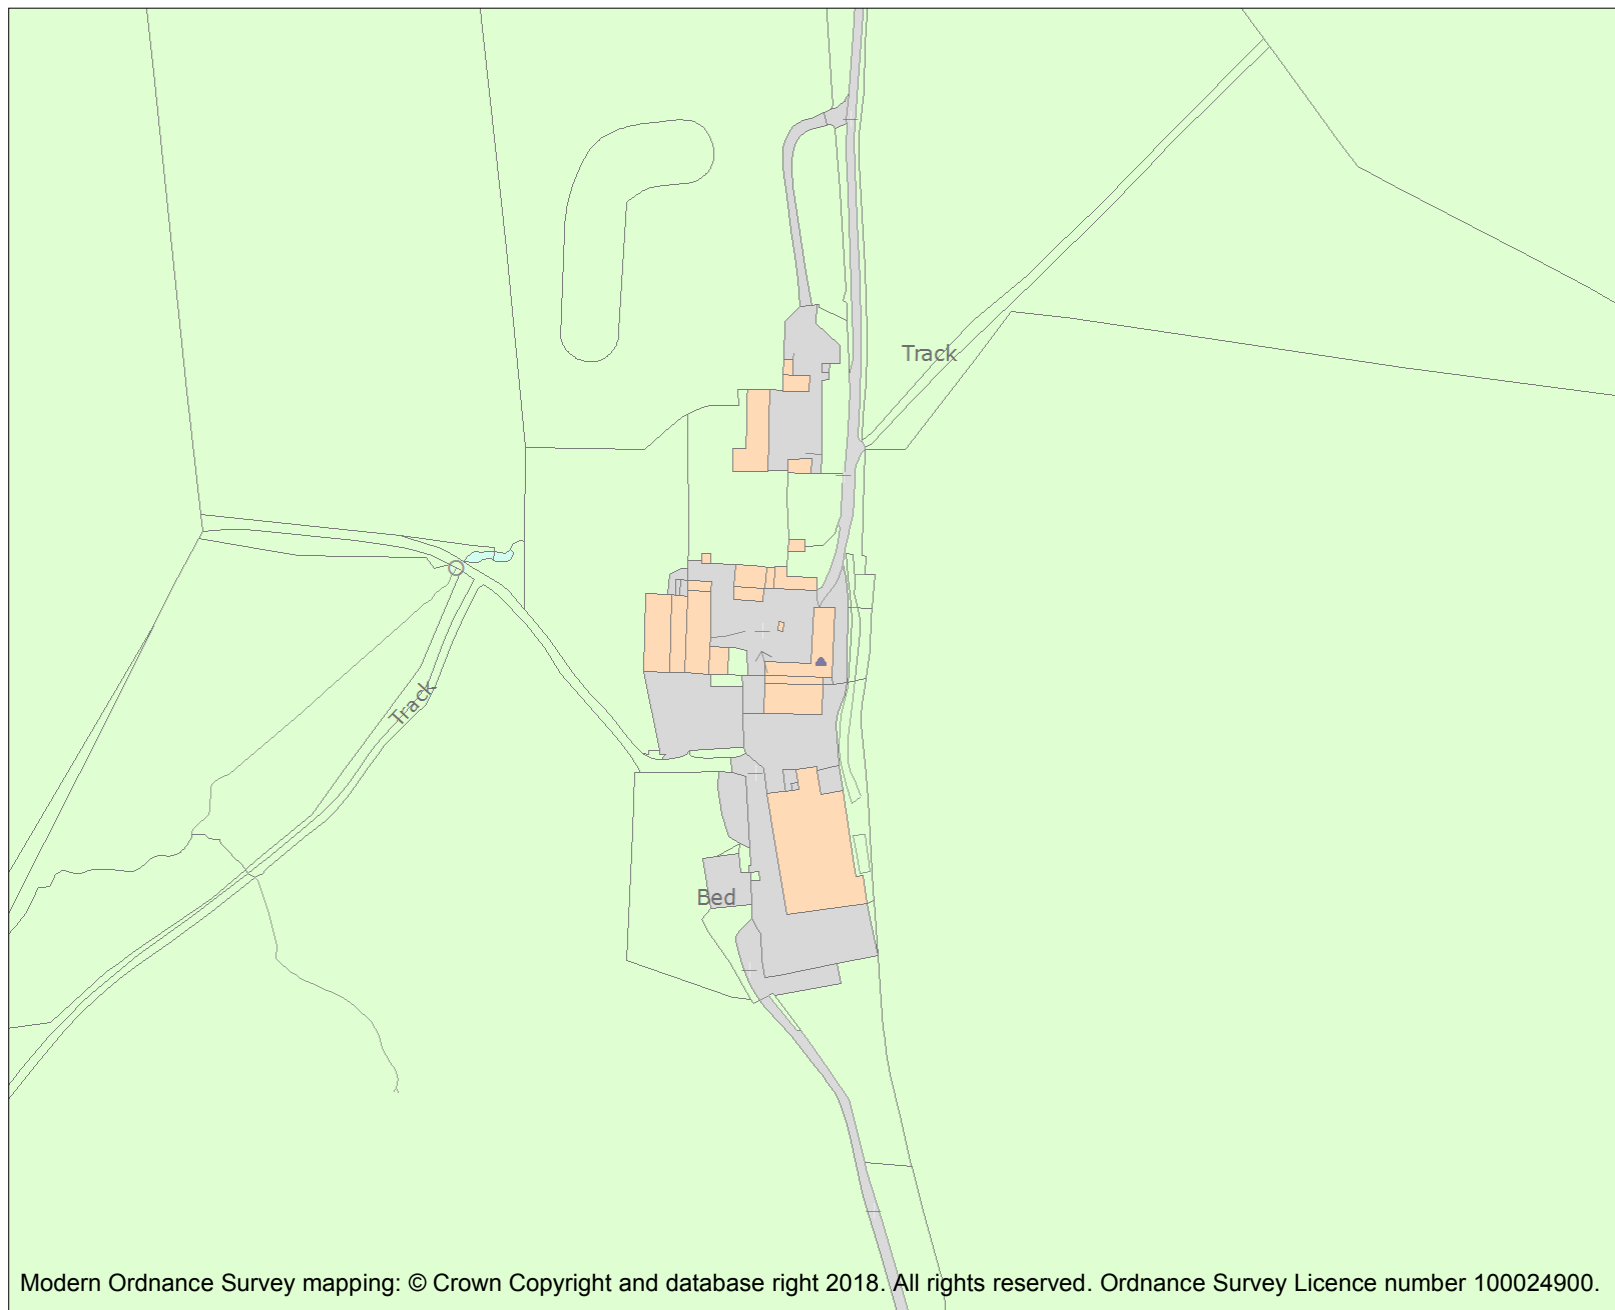 Track
Track
Bed
Modern Ordnance Survey mapping: © Crown Copyright and database right 2018. All rights reserved. Ordnance Survey Licence number 100024900.